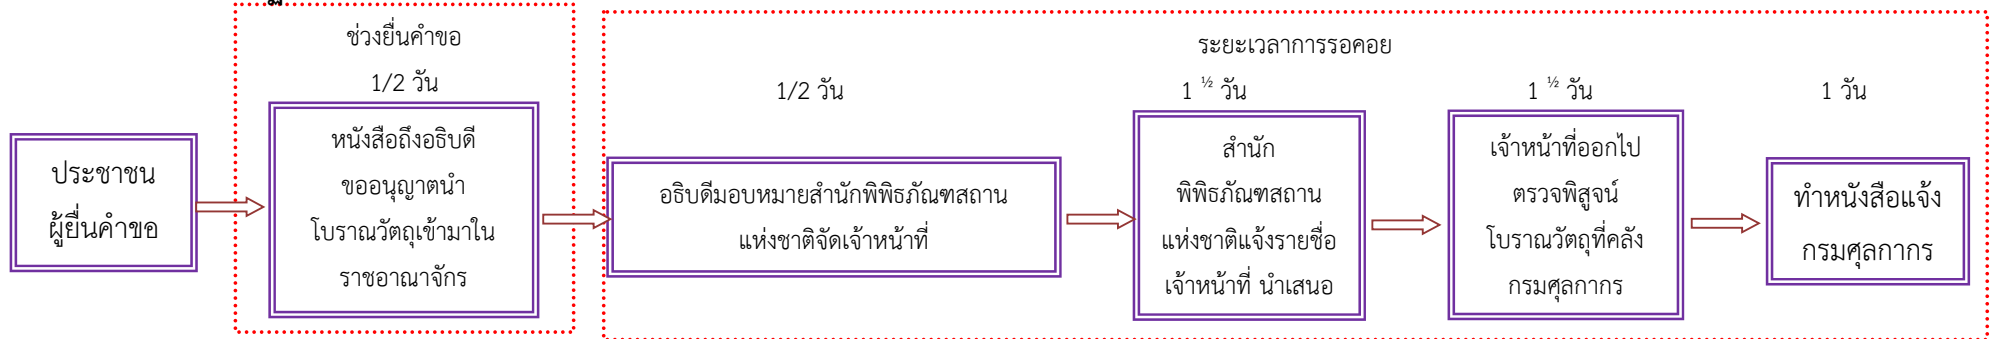 ช่วงยื่นคำขอ
1/2 วัน
ระยะเวลาการรอคอย
1/2 วัน
1 ½ วัน
1 ½ วัน
1 วัน
ประชาชน
ผู้ยื่นคำขอ
หนังสือถึงอธิบดี
ขออนุญาตนำ
โบราณวัตถุเข้ามาใน
ราชอาณาจักร
อธิบดีมอบหมายสำนักพิพิธภัณฑสถาน
แห่งชาติจัดเจ้าหน้าที่
สำนัก
พิพิธภัณฑสถาน
แห่งชาติแจ้งรายชื่อ
เจ้าหน้าที่ นำเสนอ
เจ้าหน้าที่ออกไป
ตรวจพิสูจน์
โบราณวัตถุที่คลัง
กรมศุลกากร
ทำหนังสือแจ้ง
กรมศุลกากร